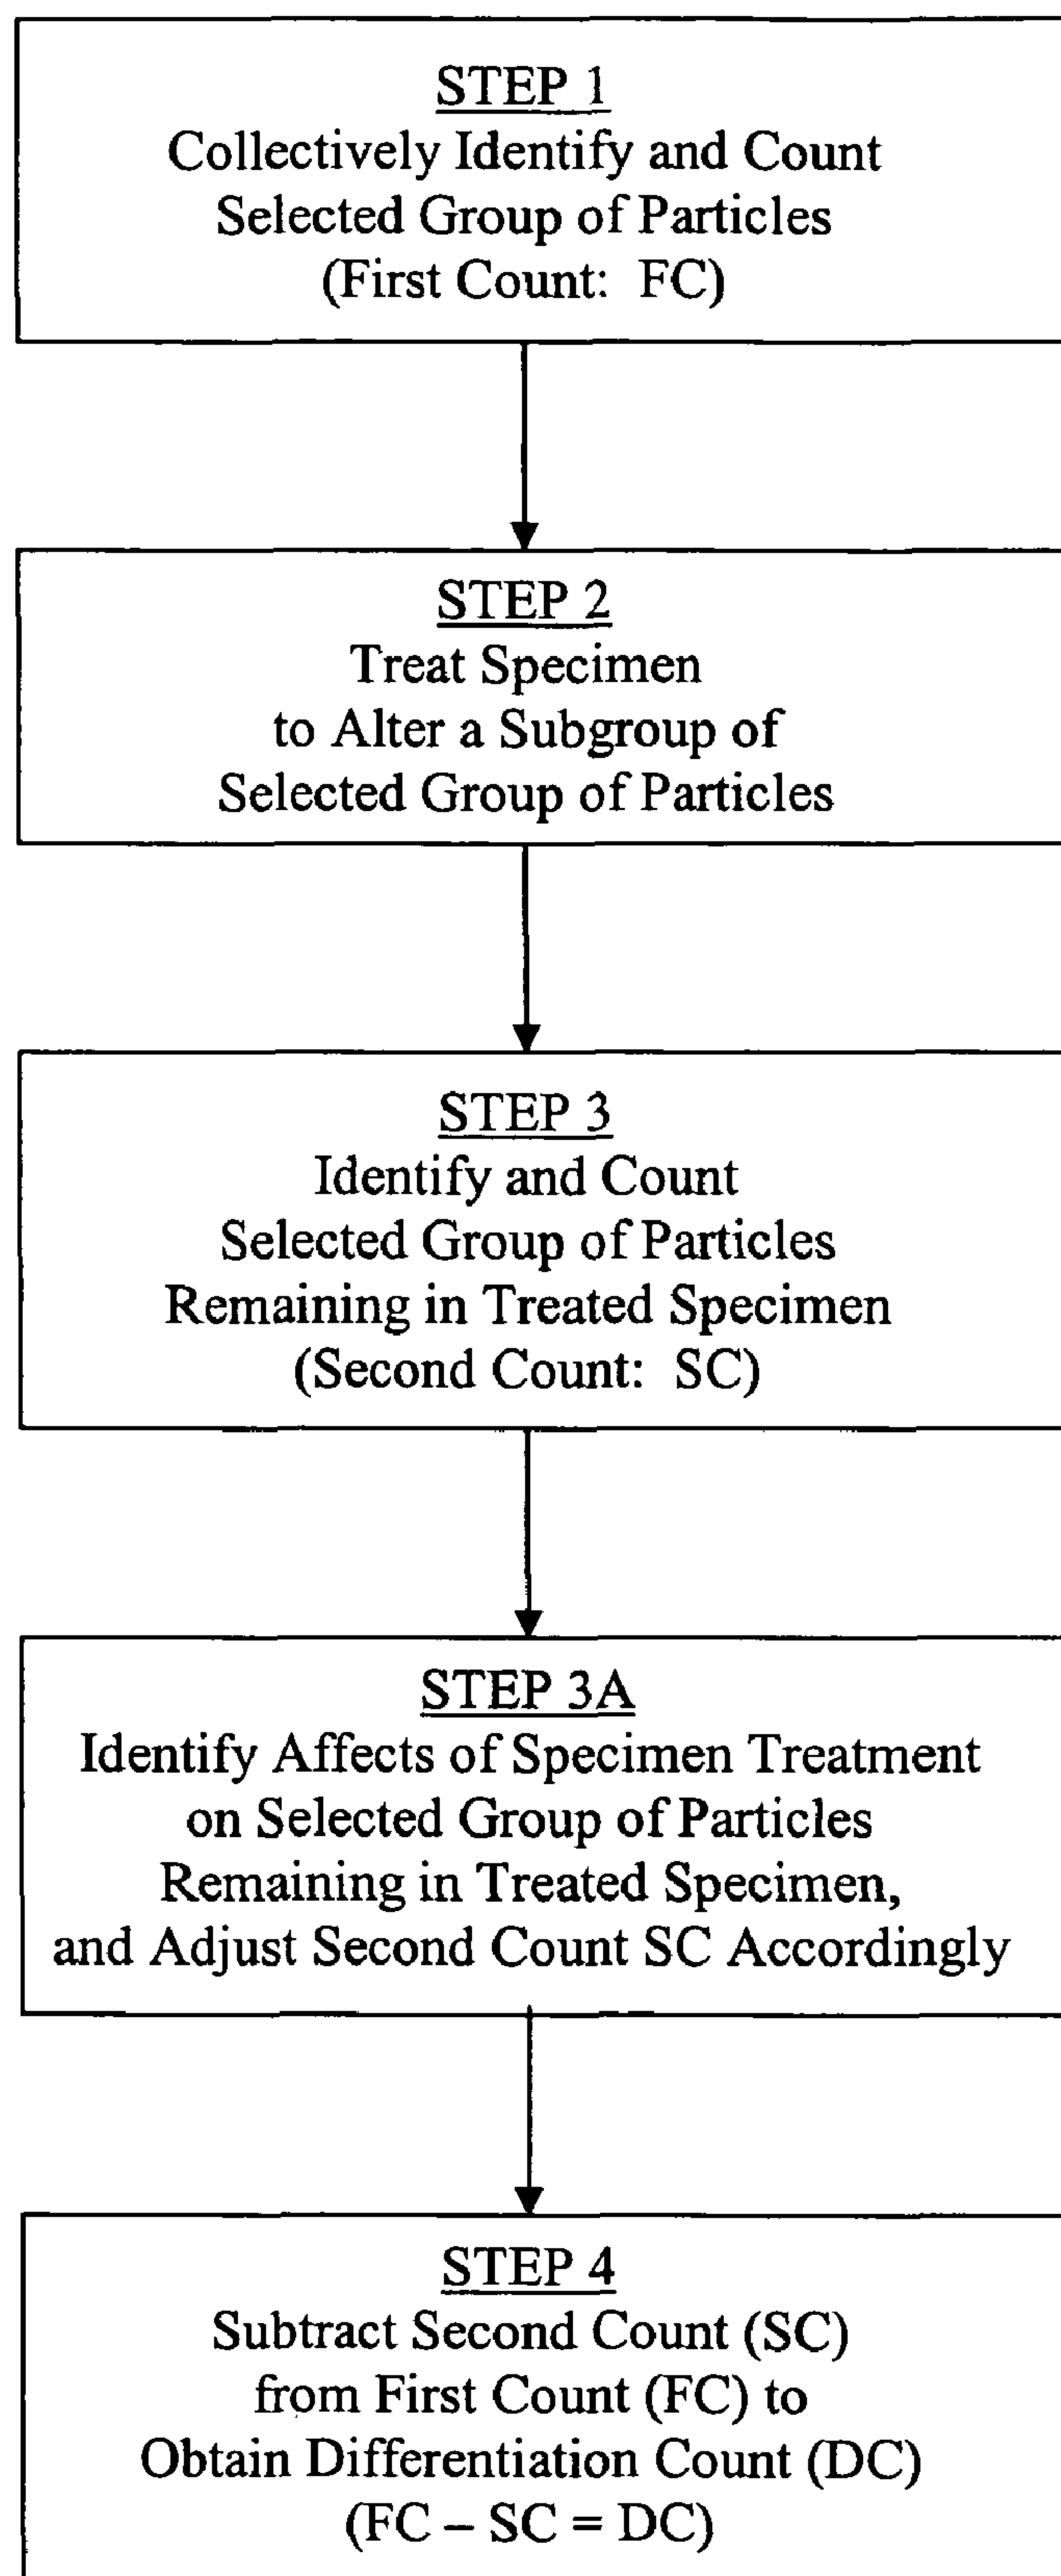 STEP 1
Collectively Identify and Count
Selected Group of Particles
(First Count: FC)
STEP 2
Treat Specimen
to Alter a Subgroup of
Selected Group of Particles
STEP 3
Identify and Count
Selected Group of Particles
Remaining in Treated Specimen
(Second Count: SC)
STEP 3A
Identify Affects of Specimen Treatment
on Selected Group of Particles
Remaining in Treated Specimen,
and Adjust Second Count SC Accordingly
STEP 4
Subtract Second Count (SC)
from First Count (FC) to
Obtain Differentiation Count (DC)
(FC – SC = DC)